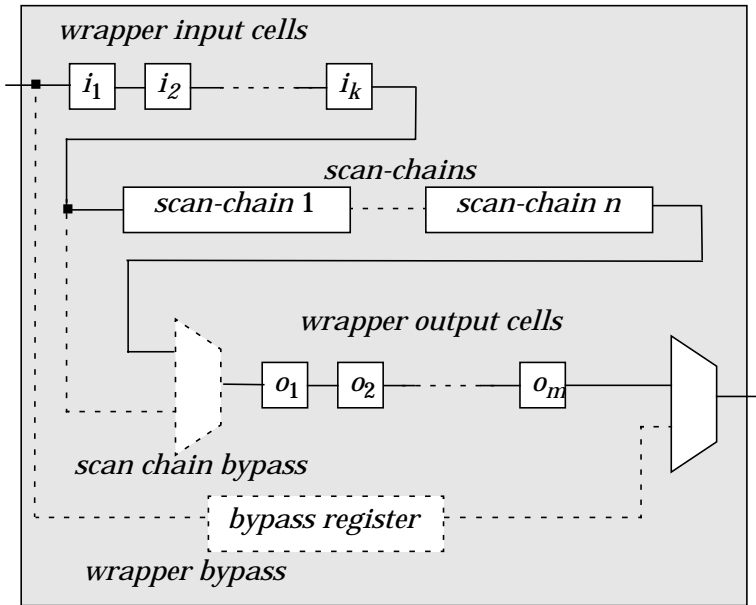 wrapper input cells
i1 i2 ik
scan-chains
scan-chain 1 scan-chain n
wrapper output cells
o1 o2 om
scan chain bypass
bypass register
wrapper bypass